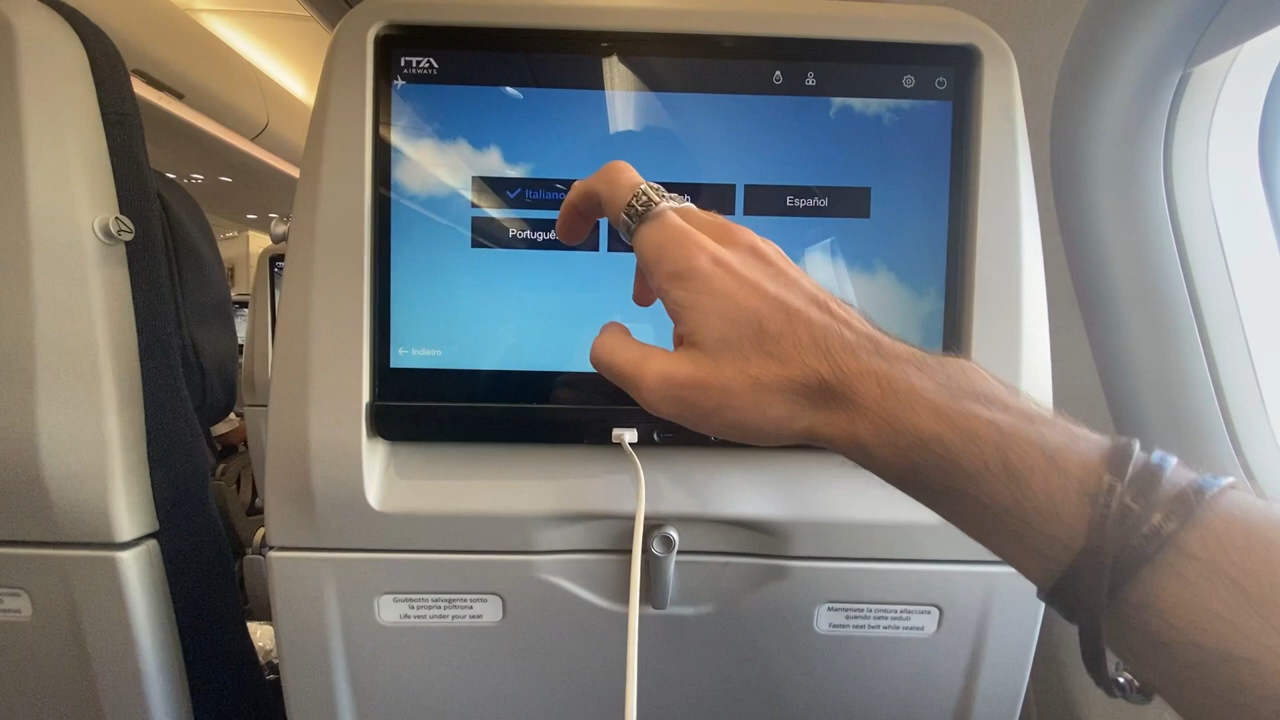 ITA
AIRWAYS
Italiano
Español
Indietro
Giubbotto salvagente sotto
la propria poltrona
Life vest under your seat
Mantenete la cintura allacciata
quando siete seduti
Fasten seat belt while seated